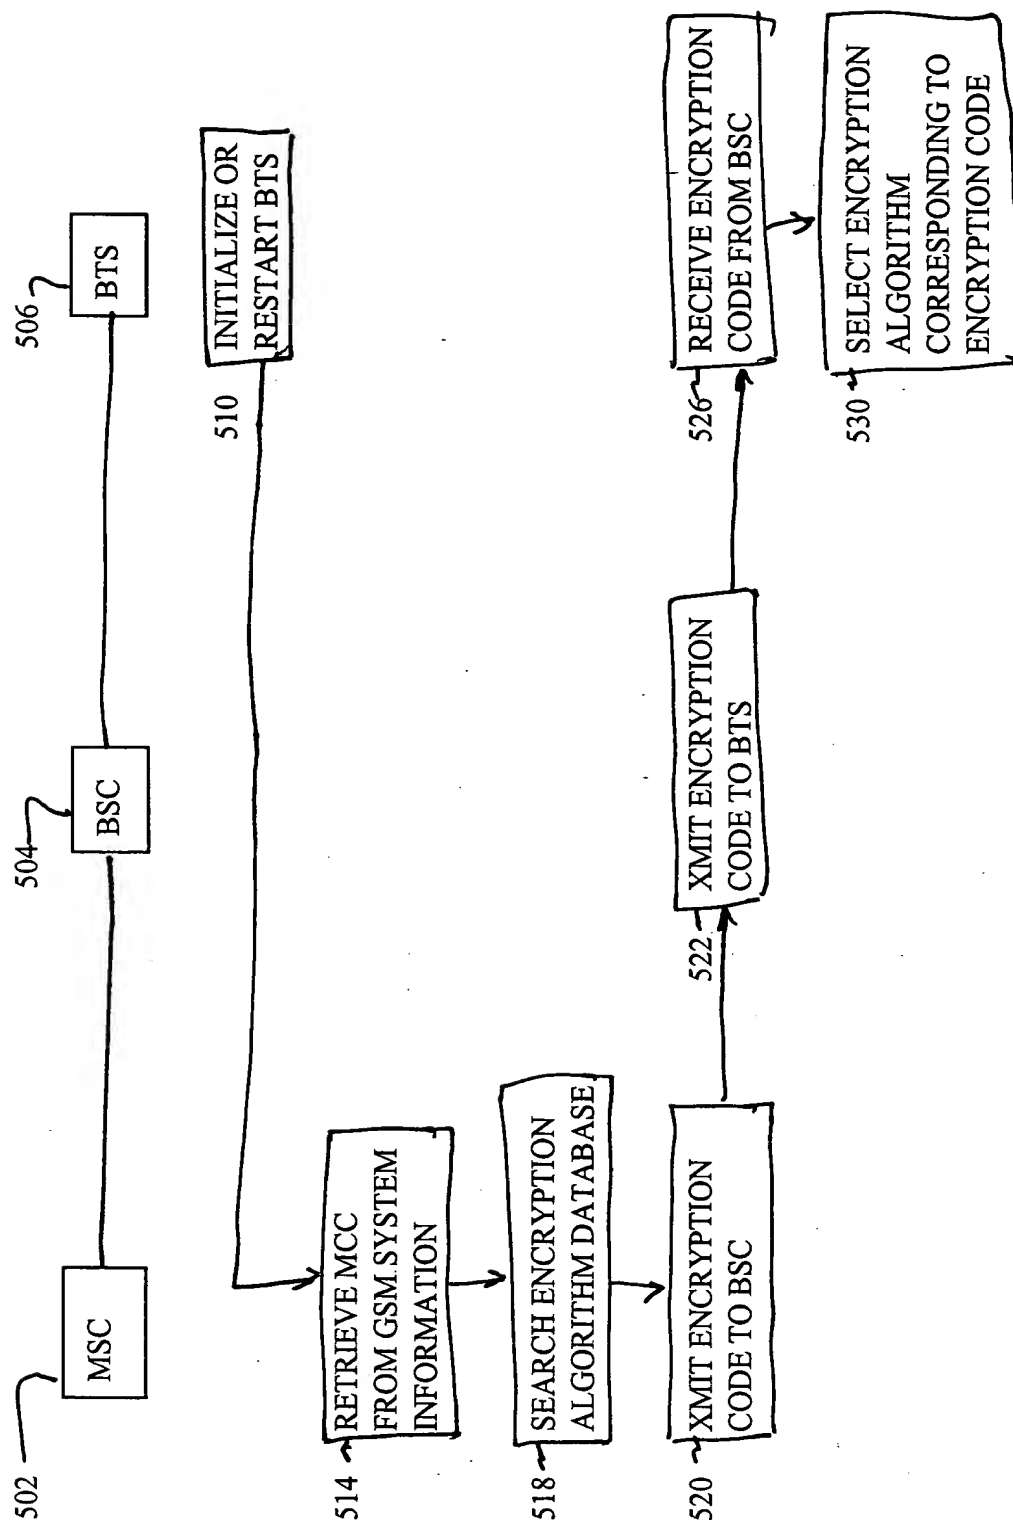 502
MSC
504
BSC
506
BTS
510
INITIALIZE OR
RESTART BTS
514
RETRIEVE MCC
FROM GSM SYSTEM
INFORMATION
518
SEARCH ENCRYPTION
ALGORITHM DATABASE
520
XMIT ENCRYPTION
CODE TO BSC
522
XMIT ENCRYPTION
CODE TO BTS
526
RECEIVE ENCRYPTION
CODE FROM BSC
530
SELECT ENCRYPTION
ALGORITHM
CORRESPONDING TO
ENCRYPTION CODE